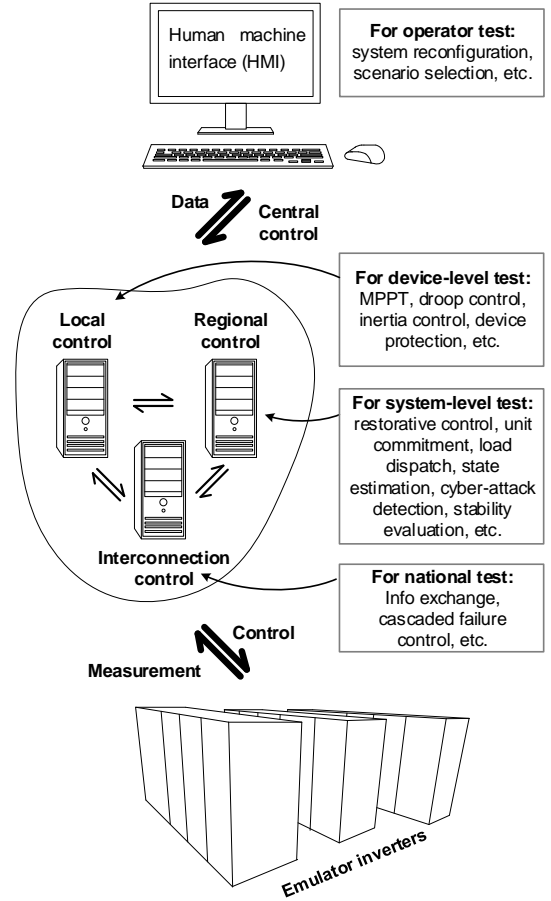 Human machine
interface (HMI)
For operator test:
system reconfiguration,
scenario selection, etc.
Data
Central
control
For device-level test:
MPPT, droop control,
inertia control, device
protection, etc.
Local
control
Regional
control
For system-level test:
restorative control, unit
commitment, load
dispatch, state
estimation, cyber-attack
detection, stability
evaluation, etc.
Interconnection
control
For national test:
Info exchange,
cascaded failure
control, etc.
Control
Measurement
Emulator inverters